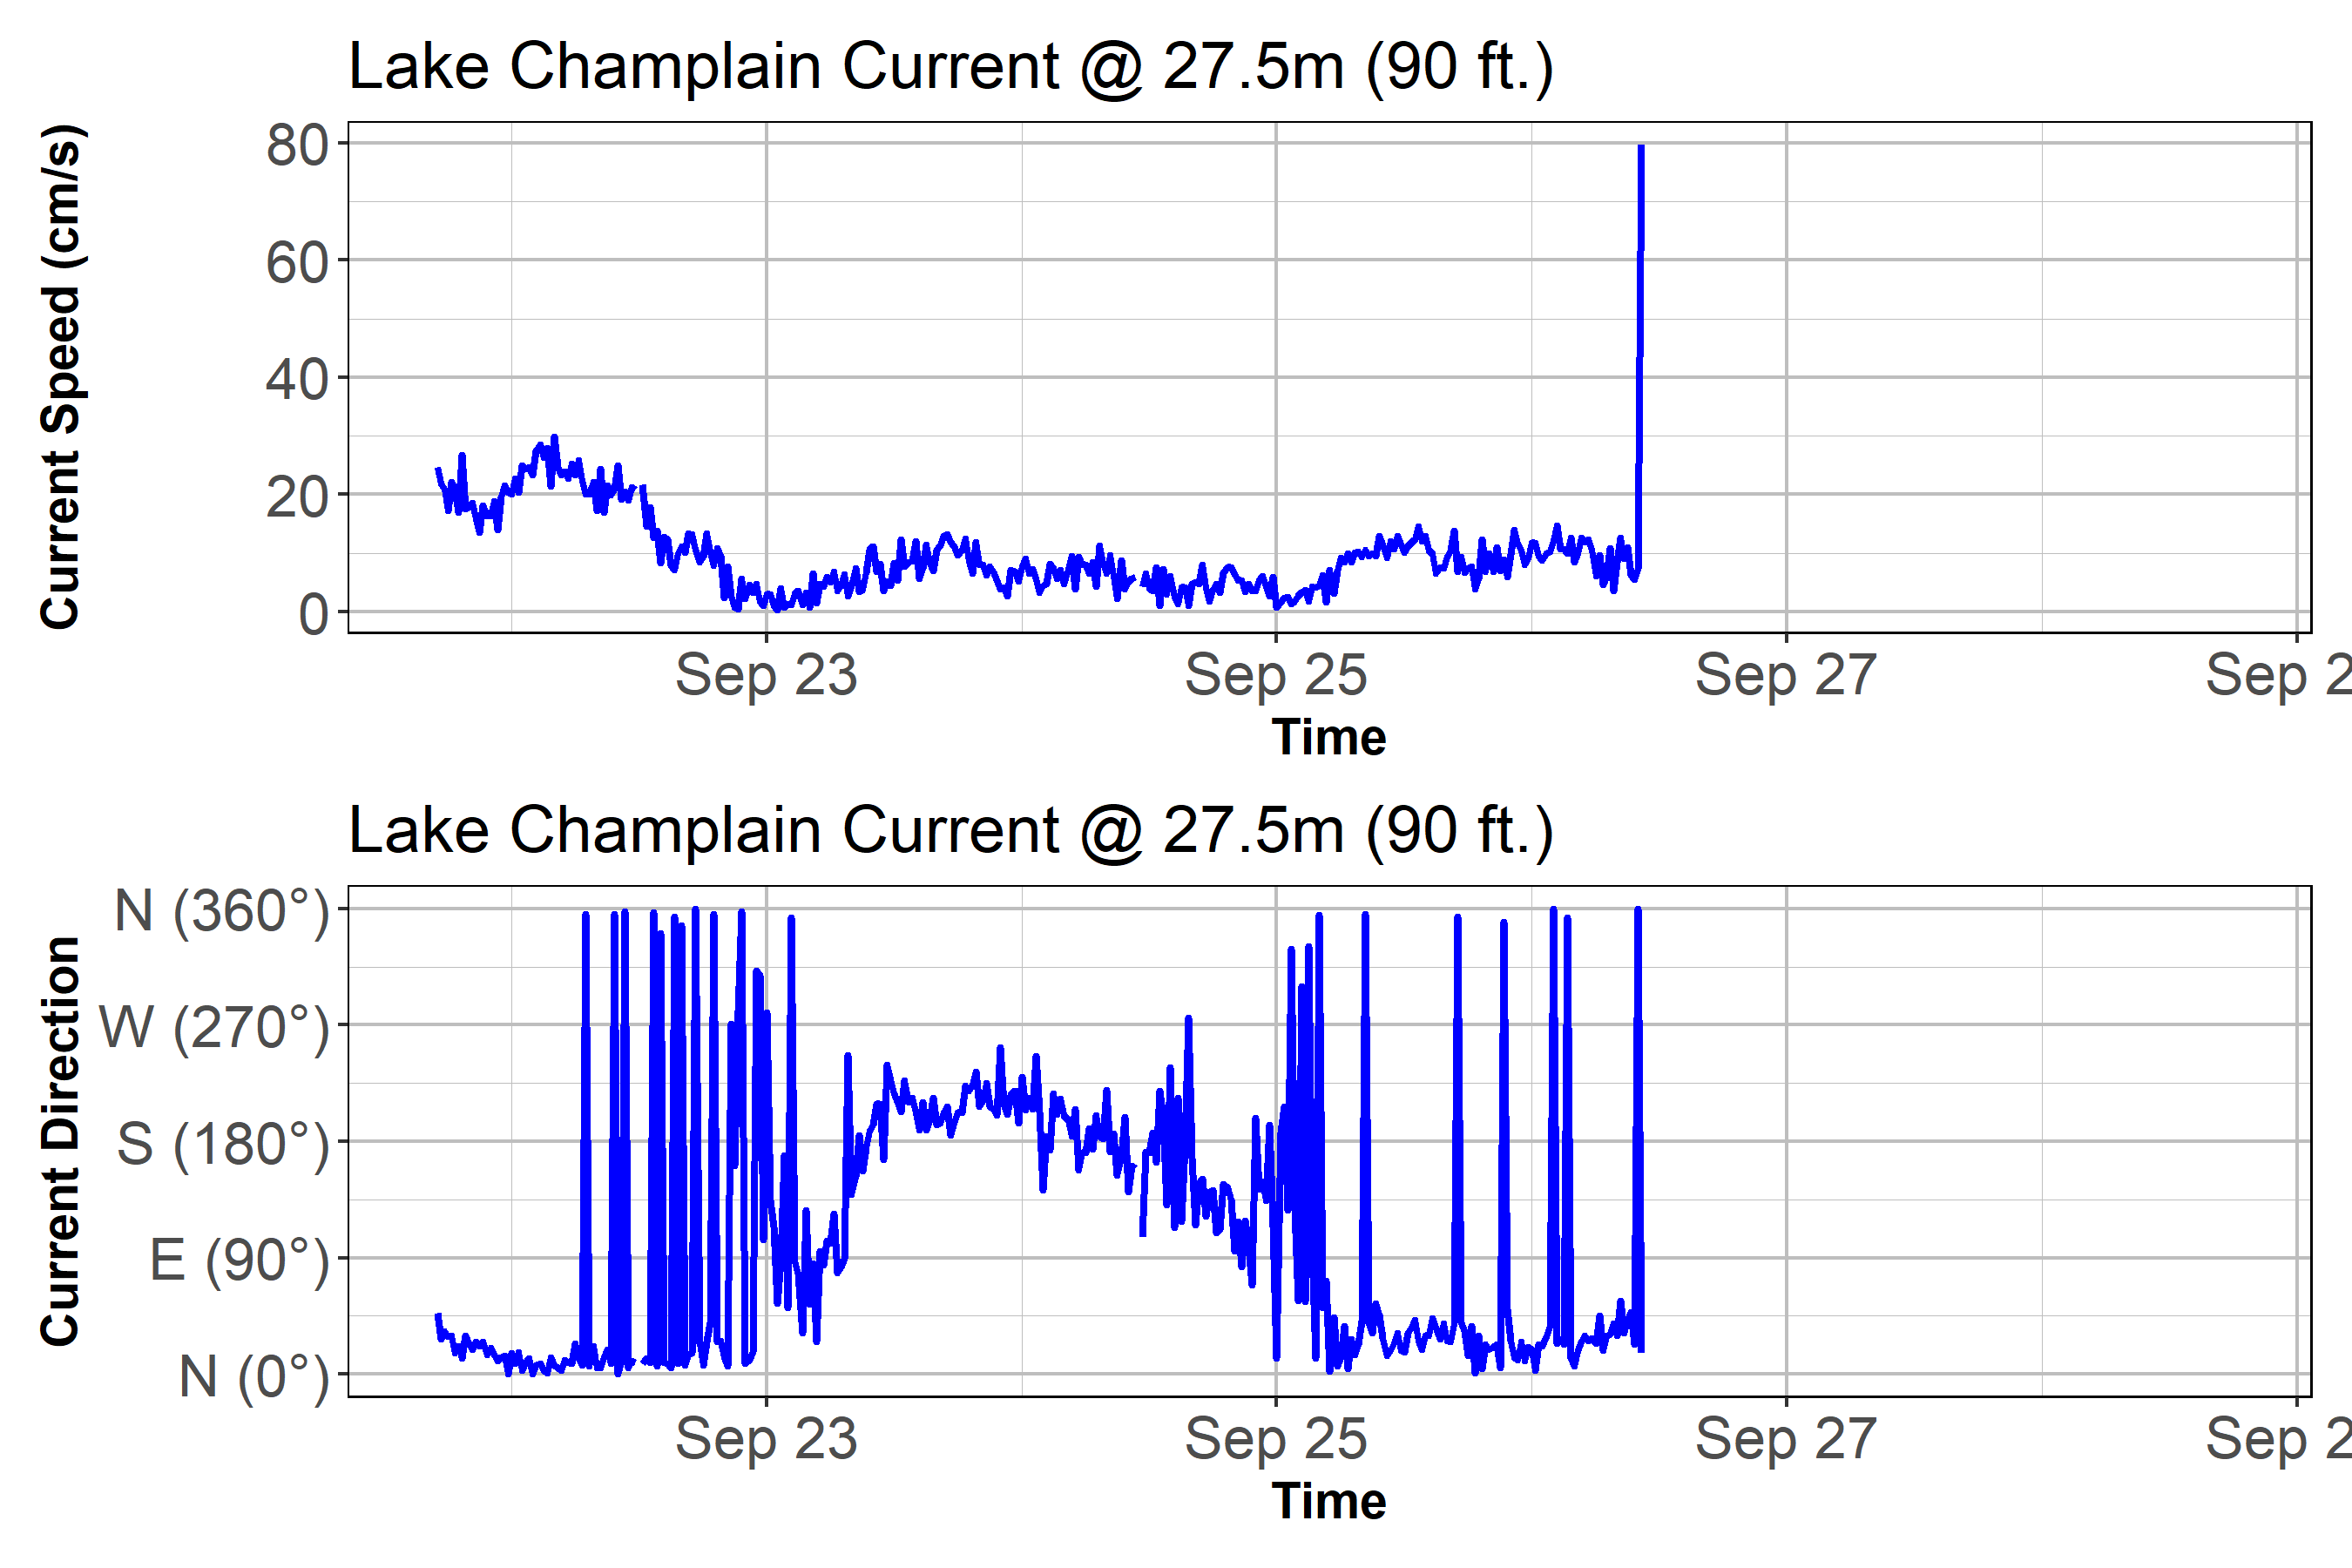 Lake Champlain Current @ 27.5m (90 ft.)
Current Speed (cm/s)
80
60
40
20
0
Sep 23 Sep 25 Sep 27 Sep 2
Time
Lake Champlain Current @ 27.5m (90 ft.)
Current Direction
N (360°)
W (270°)
S (180°)
E (90°)
N (0°)
Sep 23 Sep 25 Sep 27 Sep 2
Time